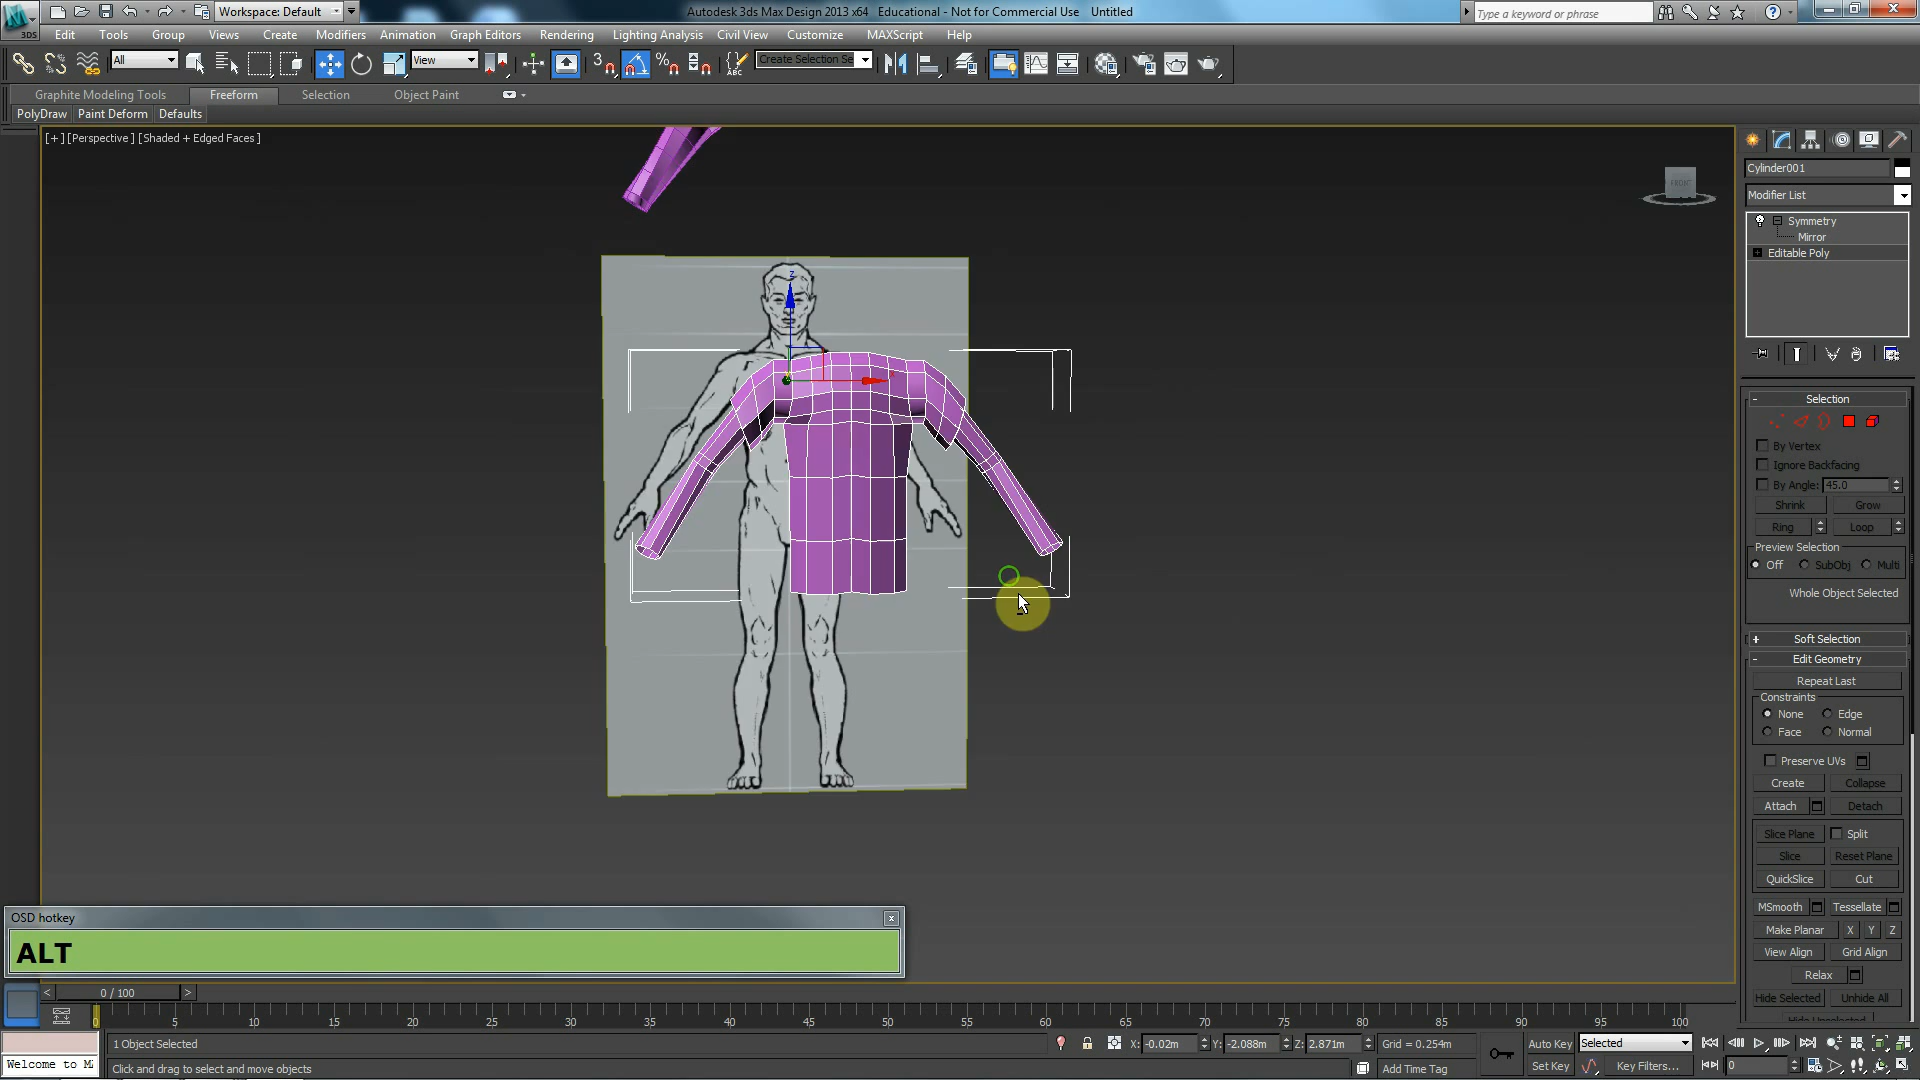 Workspace: Default
Autodesk 3ds Max Design 2013 x64   Educational - Not for Commercial Use   Untitled
Type a keyword or phrase
3DS
Edit Tools Group Views Create Modifiers Animation Graph Editors Rendering Lighting Analysis Civil View Customize MAXScript Help
All
View
Create Selection Se
Graphite Modeling Tools Freeform Selection Object Paint
PolyDraw Paint Deform Defaults
[+] [Perspective] [Shaded + Edged Faces]
FRONT
z
x
Cylinder001
Modifier List
Symmetry
Mirror
Editable Poly
- Selection
By Vertex
Ignore Backfacing
By Angle: 45.0
Shrink Grow
Ring Loop
Preview Selection
Off SubObj Multi
Whole Object Selected
+ Soft Selection
- Edit Geometry
Repeat Last
Constraints
None Edge
Face Normal
Preserve UVs
Create Collapse
Attach Detach
Slice Plane Split
Slice Reset Plane
QuickSlice Cut
MSmooth Tessellate
Make Planar X Y Z
View Align Grid Align
Relax
Hide Selected Unhide All
Hide Unselected
OSD hotkey
ALT
< 0 / 100 >
0 5 10 15 20 25 30 35 40 45 50 55 60 65 70 75 80 85 90 95 100
1 Object Selected
X: -0.02m Y: -2.088m Z: 2.871m Grid = 0.254m
Auto Key Selected
Welcome to M
Click and drag to select and move objects
Add Time Tag
Set Key Key Filters... 0